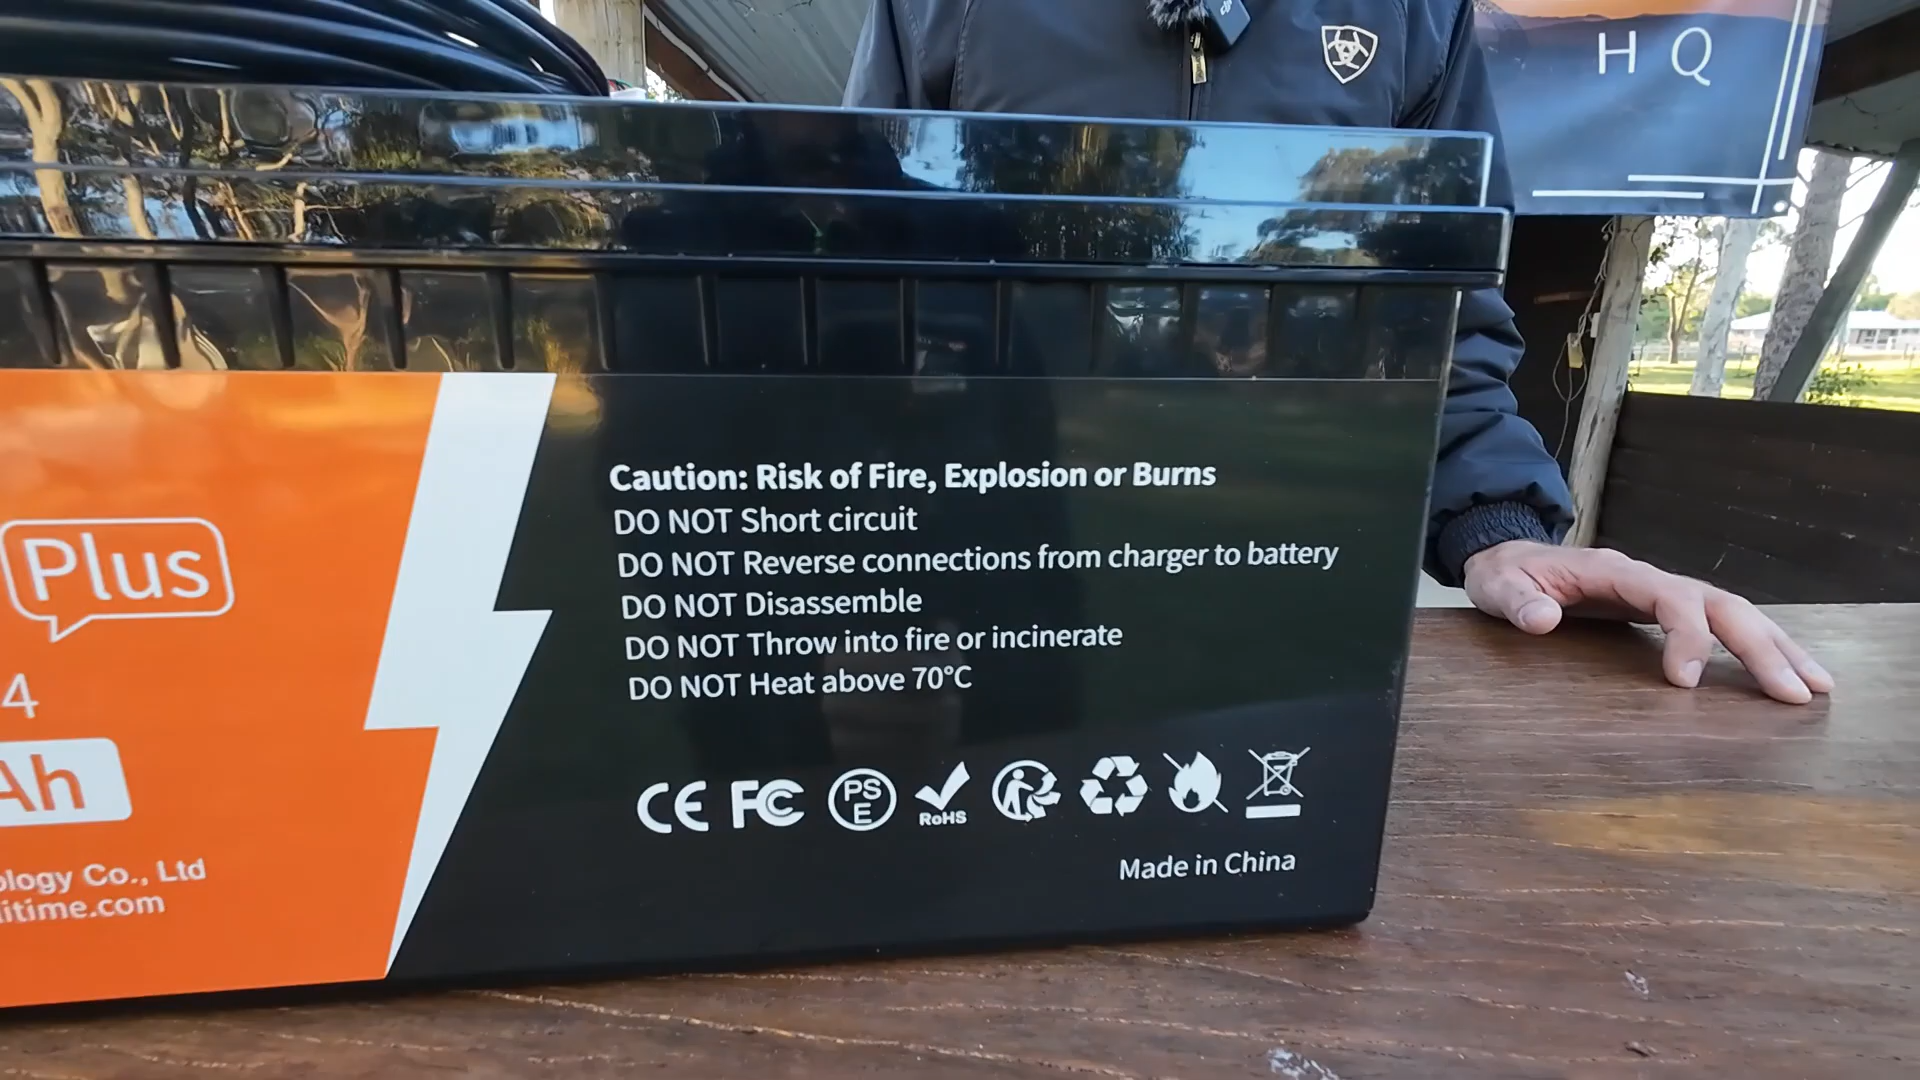 H Q
Caution: Risk of Fire, Explosion or Burns
DO NOT Short circuit
DO NOT Reverse connections from charger to battery
DO NOT Disassemble
DO NOT Throw into fire or incinerate
DO NOT Heat above 70°C
CE FC PS E RoHS
Made in China
Plus
4
Ah
ology Co., Ltd
litime.com